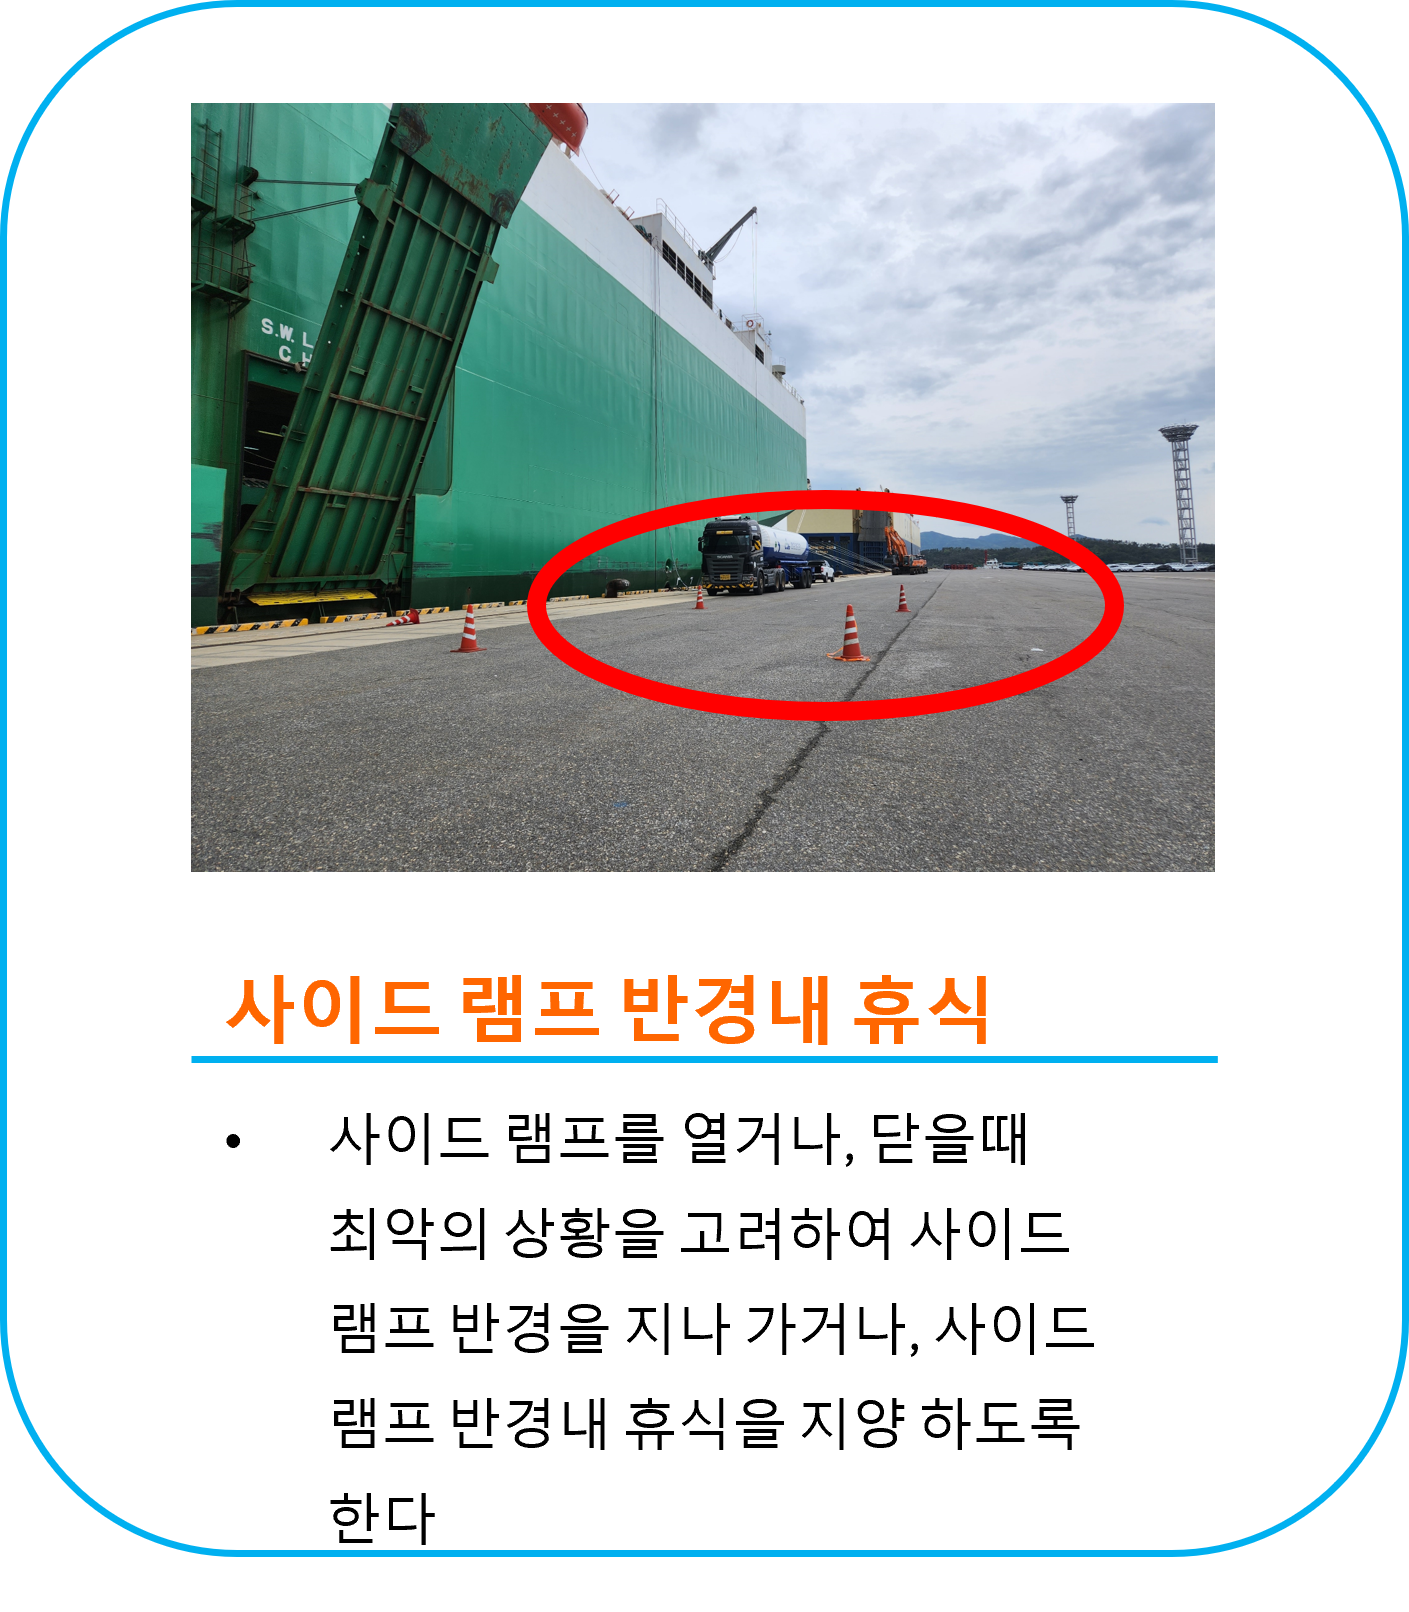 S.W. L
C H
사이드 램프 반경내 휴식
• 사이드 램프를 열거나, 닫을때
최악의 상황을 고려하여 사이드
램프 반경을 지나 가거나, 사이드
램프 반경내 휴식을 지양 하도록
한다